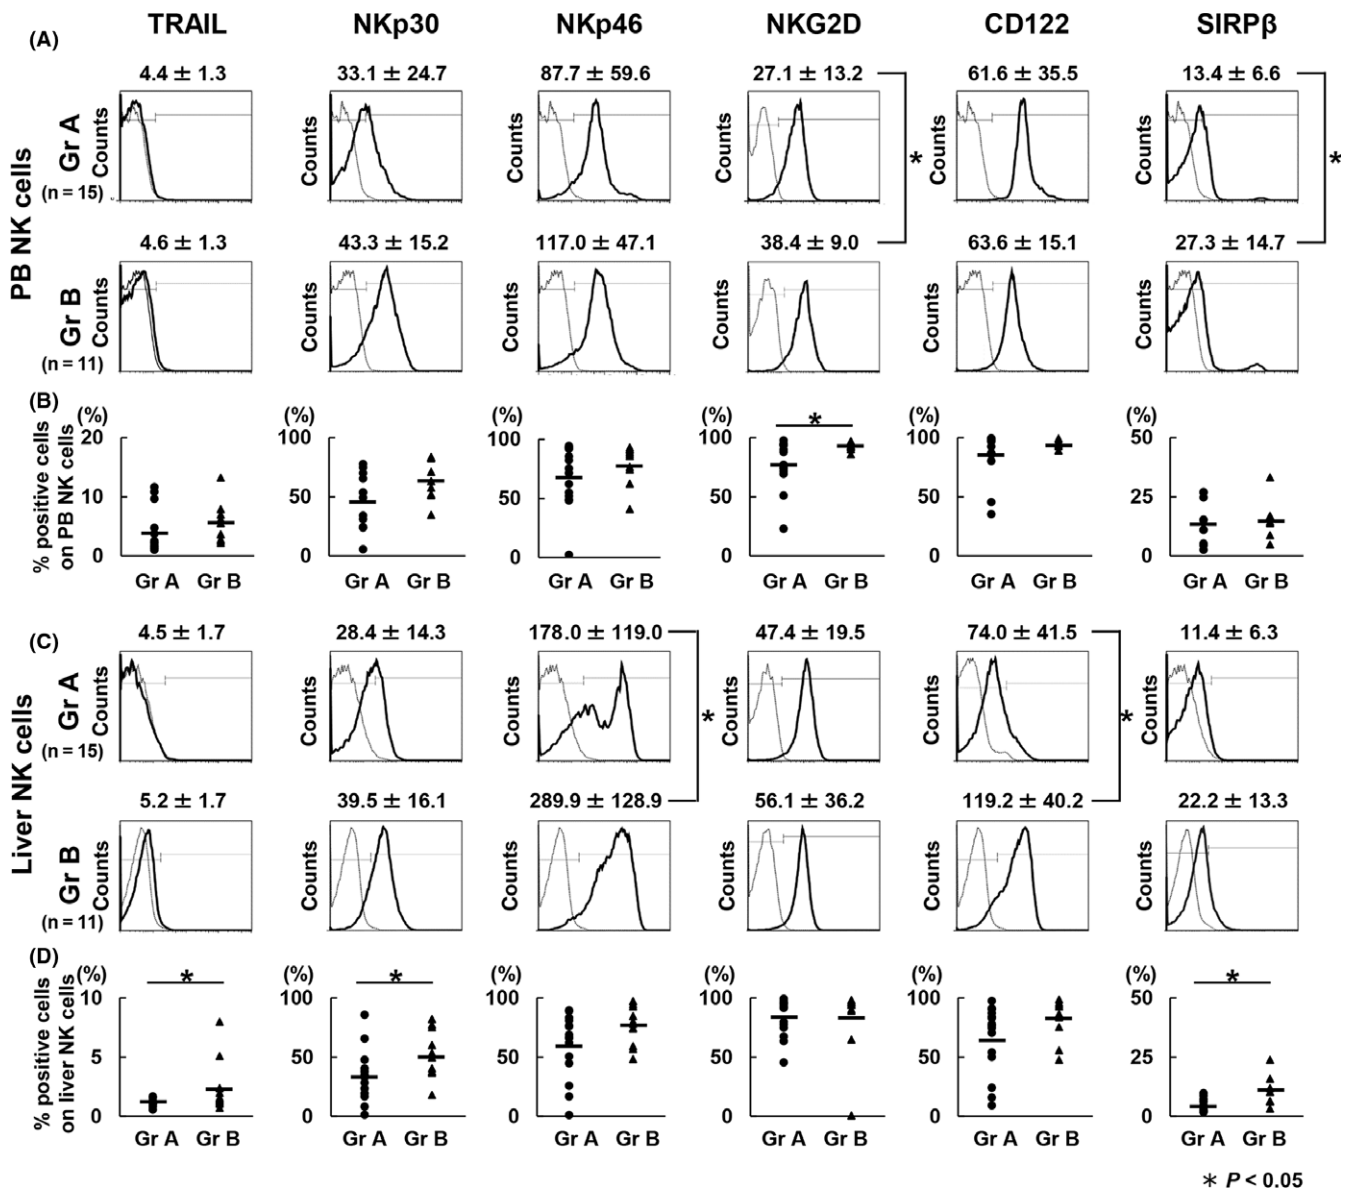 TRAIL NKp30 NKp46 NKG2D CD122 SIRPβ
(A)
4.4 ± 1.3 33.1 ± 24.7 87.7 ± 59.6 27.1 ± 13.2 61.6 ± 35.5 13.4 ± 6.6
PB NK cells
Gr A
(n = 15)
Counts Counts Counts Counts Counts Counts
* *
4.6 ± 1.3 43.3 ± 15.2 117.0 ± 47.1 38.4 ± 9.0 63.6 ± 15.1 27.3 ± 14.7
Gr B
(n = 11)
Counts Counts Counts Counts Counts Counts
(B)
(%) (%) (%) (%) (%) (%)
*
% positive cells
on PB NK cells
20 100 100 100 100 50
10 50 50 50 50 25
0 0 0 0 0 0
Gr A Gr B Gr A Gr B Gr A Gr B Gr A Gr B Gr A Gr B Gr A Gr B
(C)
4.5 ± 1.7 28.4 ± 14.3 178.0 ± 119.0 47.4 ± 19.5 74.0 ± 41.5 11.4 ± 6.3
Liver NK cells
Gr A
(n = 15)
Counts Counts Counts Counts Counts Counts
* *
5.2 ± 1.7 39.5 ± 16.1 289.9 ± 128.9 56.1 ± 36.2 119.2 ± 40.2 22.2 ± 13.3
Gr B
(n = 11)
Counts Counts Counts Counts Counts Counts
(D)
(%) (%) (%) (%) (%) (%)
* * *
% positive cells
on liver NK cells
10 100 100 100 100 50
5 50 50 50 50 25
0 0 0 0 0 0
Gr A Gr B Gr A Gr B Gr A Gr B Gr A Gr B Gr A Gr B Gr A Gr B
* P < 0.05